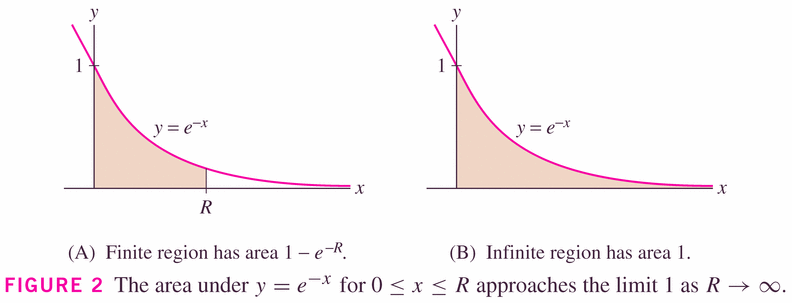 y
1
y = e⁻ˣ
x
R
(A) Finite region has area 1 – e⁻ᴿ.
y
1
y = e⁻ˣ
x
(B) Infinite region has area 1.
FIGURE 2 The area under y = e⁻ˣ for 0 ≤ x ≤ R approaches the limit 1 as R → ∞.